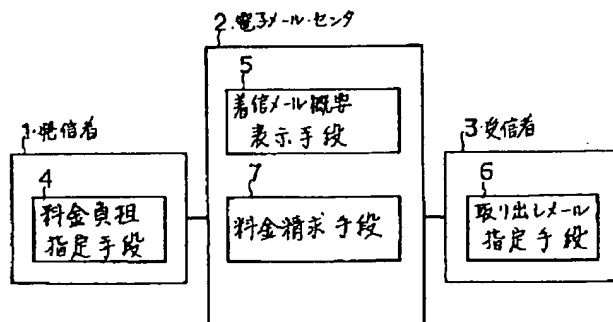 2.電子メール・センタ
5
着信メール概要
表示手段
1.発信者
3.受信者
4
料金負担
指定手段
7
料金請求手段
6
取り出しメール
指定手段